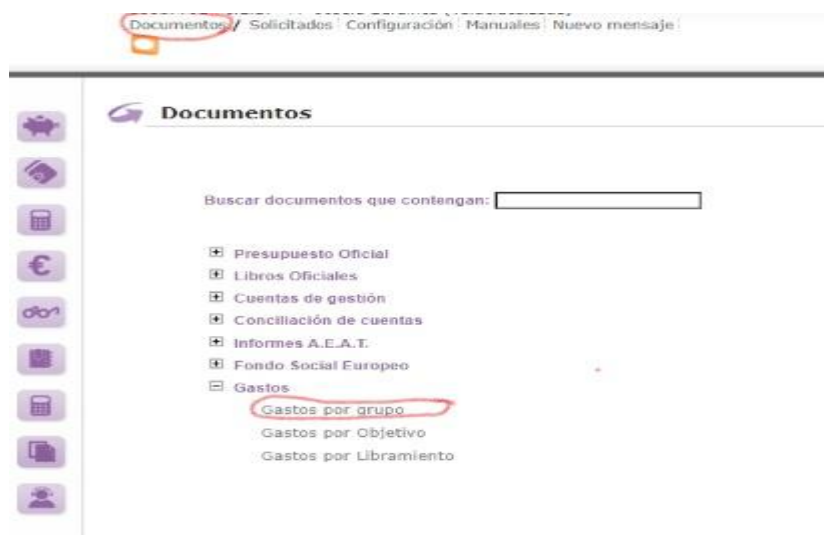 Documentos / Solicitados Configuración Manuales Nuevo mensaje
Documentos
Buscar documentos que contengan:
Presupuesto Oficial
Libros Oficiales
Cuentas de gestión
Conciliación de cuentas
Informes A.E.A.T.
Fondo Social Europeo
Gastos
Gastos por grupo
Gastos por Objetivo
Gastos por Libramiento